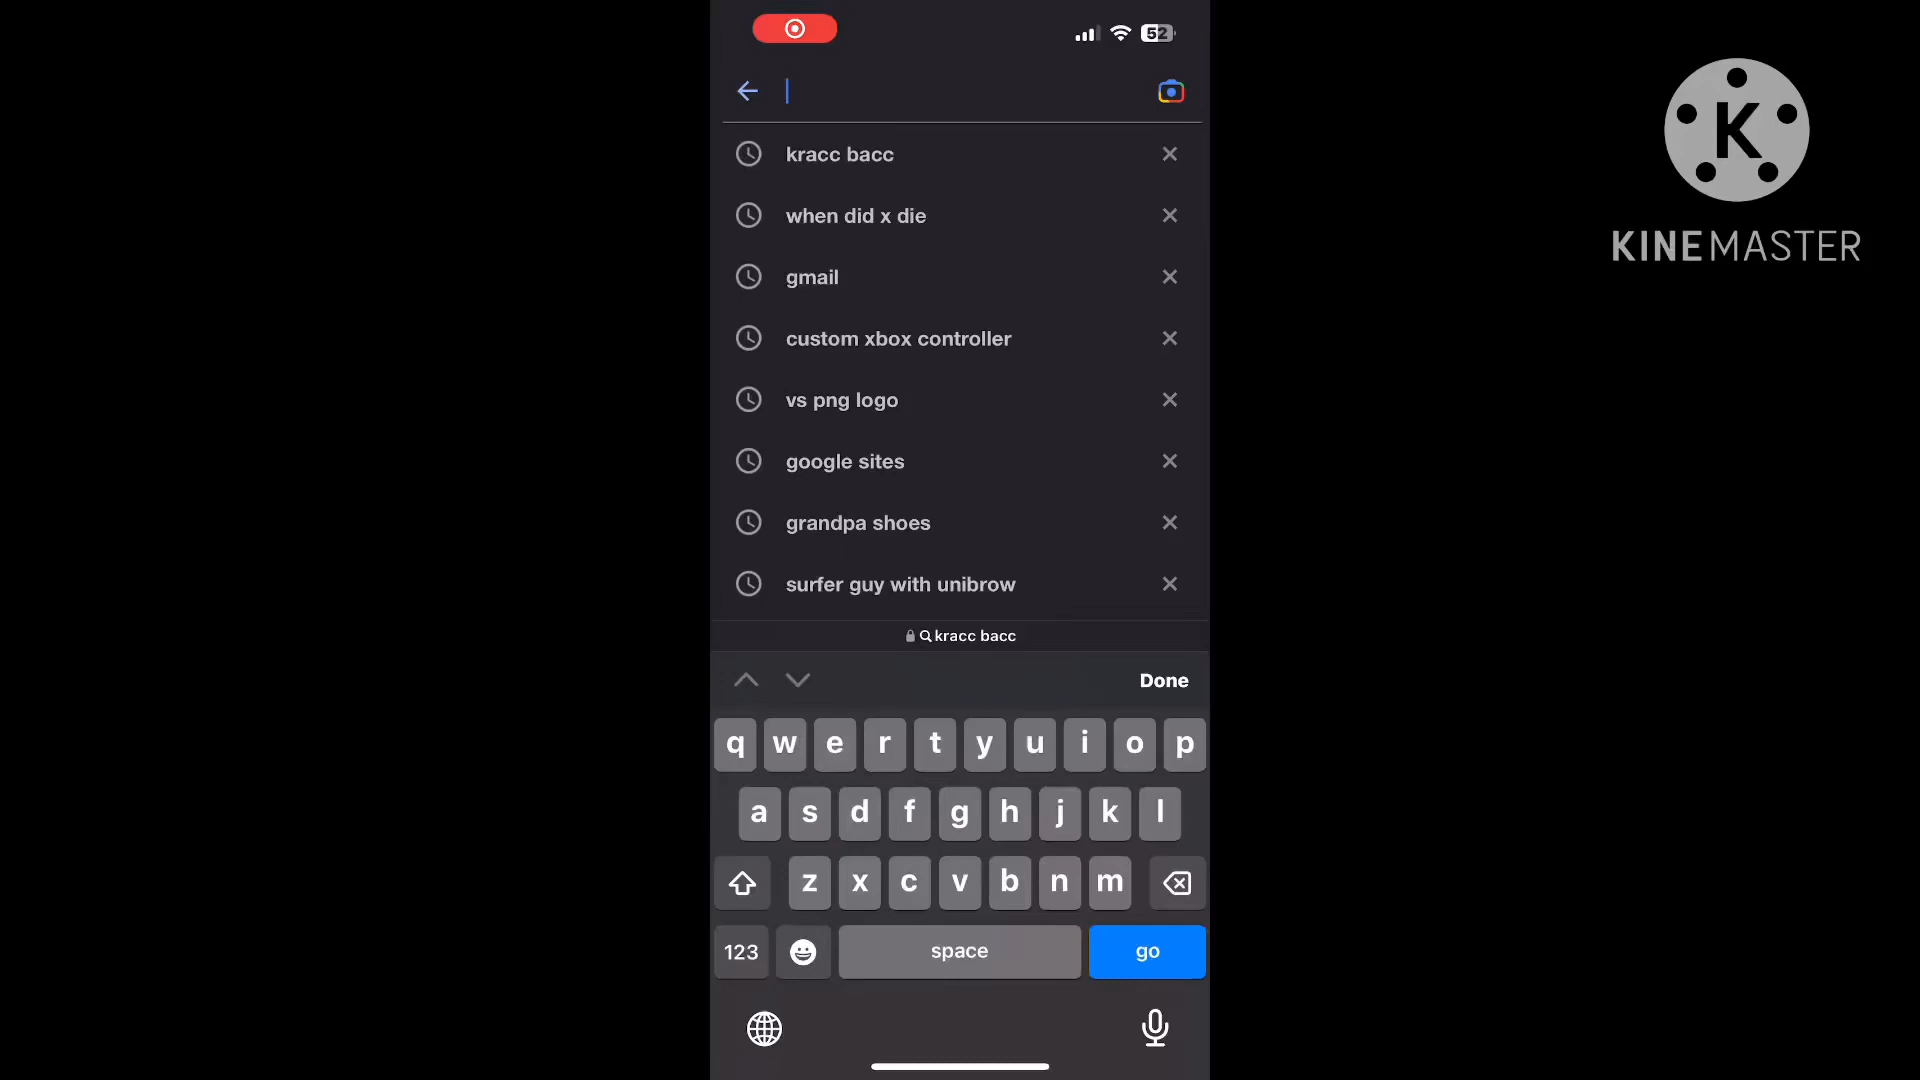 52
kracc bacc
when did x die
gmail
custom xbox controller
vs png logo
google sites
grandpa shoes
surfer guy with unibrow
kracc bacc
Done
q w e r t y u i o p
a s d f g h j k l
z x c v b n m
123 space go
K
KINEMASTER